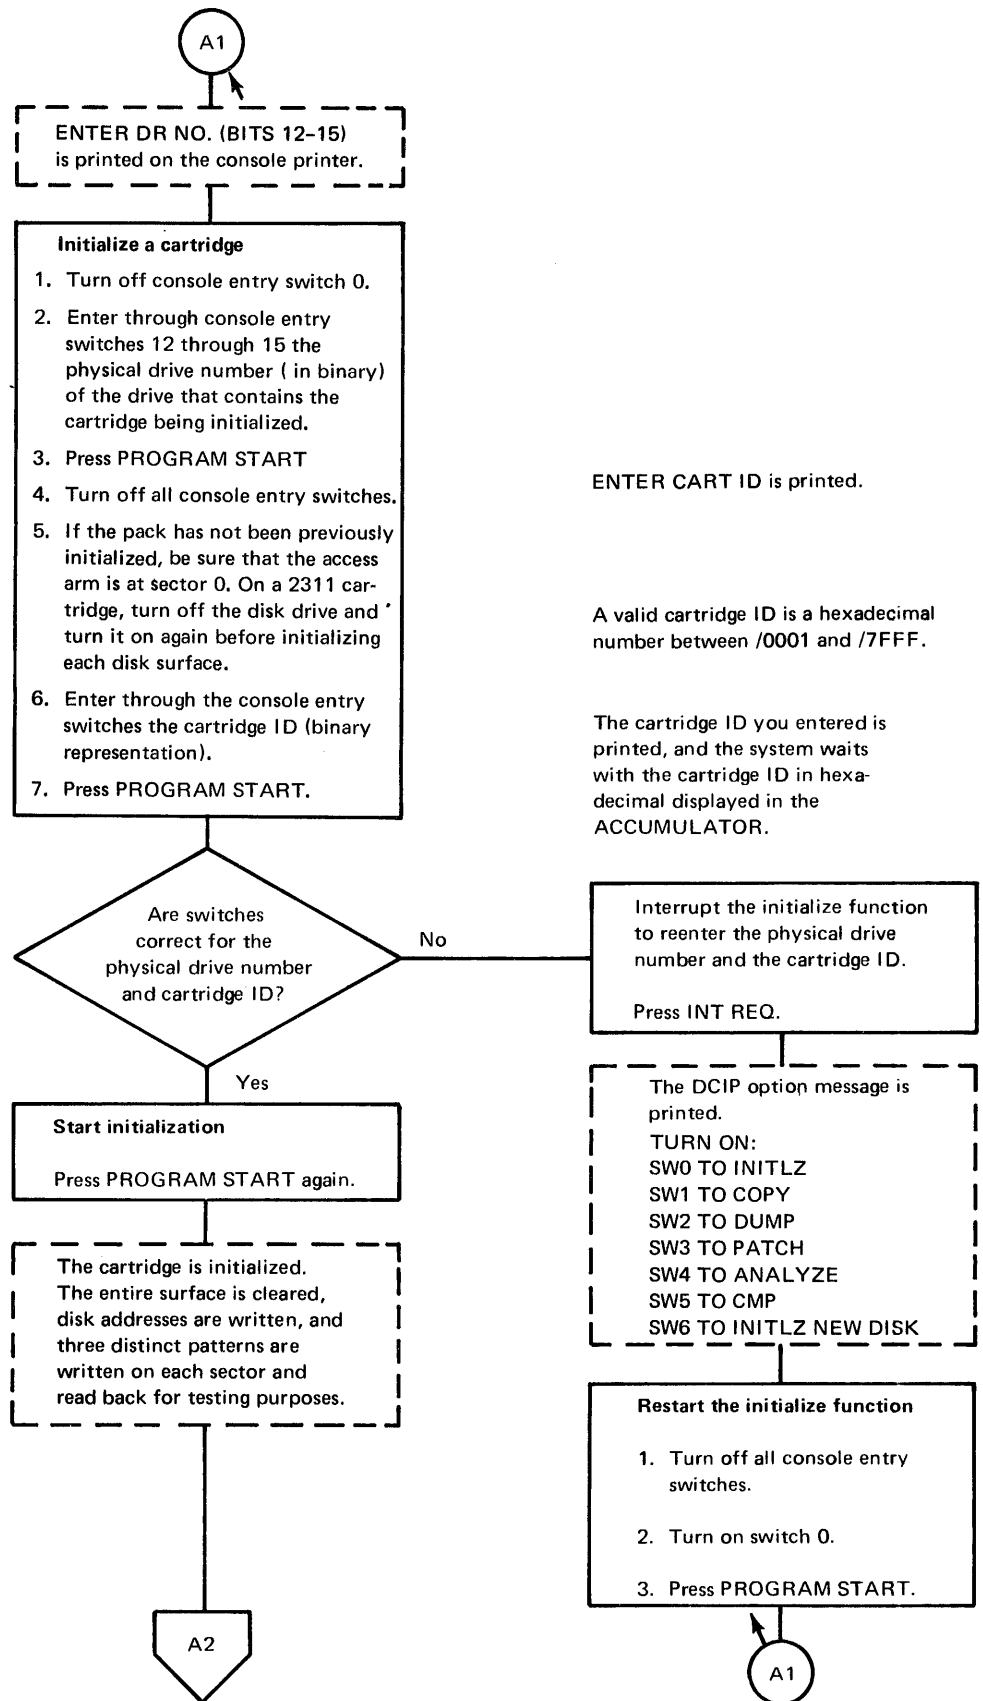 A1
ENTER DR NO. (BITS 12-15)
is printed on the console printer.
Initialize a cartridge
1. Turn off console entry switch 0.
2. Enter through console entry
switches 12 through 15 the
physical drive number ( in binary)
of the drive that contains the
cartridge being initialized.
3. Press PROGRAM START
4. Turn off all console entry switches.
5. If the pack has not been previously
initialized, be sure that the access
arm is at sector 0. On a 2311 car-
tridge, turn off the disk drive and
turn it on again before initializing
each disk surface.
6. Enter through the console entry
switches the cartridge ID (binary
representation).
7. Press PROGRAM START.
ENTER CART ID is printed.
A valid cartridge ID is a hexadecimal
number between /0001 and /7FFF.
The cartridge ID you entered is
printed, and the system waits
with the cartridge ID in hexa-
decimal displayed in the
ACCUMULATOR.
Are switches
correct for the
physical drive number
and cartridge ID?
No
Yes
Start initialization
Press PROGRAM START again.
The cartridge is initialized.
The entire surface is cleared,
disk addresses are written, and
three distinct patterns are
written on each sector and
read back for testing purposes.
A2
Interrupt the initialize function
to reenter the physical drive
number and the cartridge ID.
Press INT REQ.
The DCIP option message is
printed.
TURN ON:
SW0 TO INITLZ
SW1 TO COPY
SW2 TO DUMP
SW3 TO PATCH
SW4 TO ANALYZE
SW5 TO CMP
SW6 TO INITLZ NEW DISK
Restart the initialize function
1. Turn off all console entry
switches.
2. Turn on switch 0.
3. Press PROGRAM START.
A1